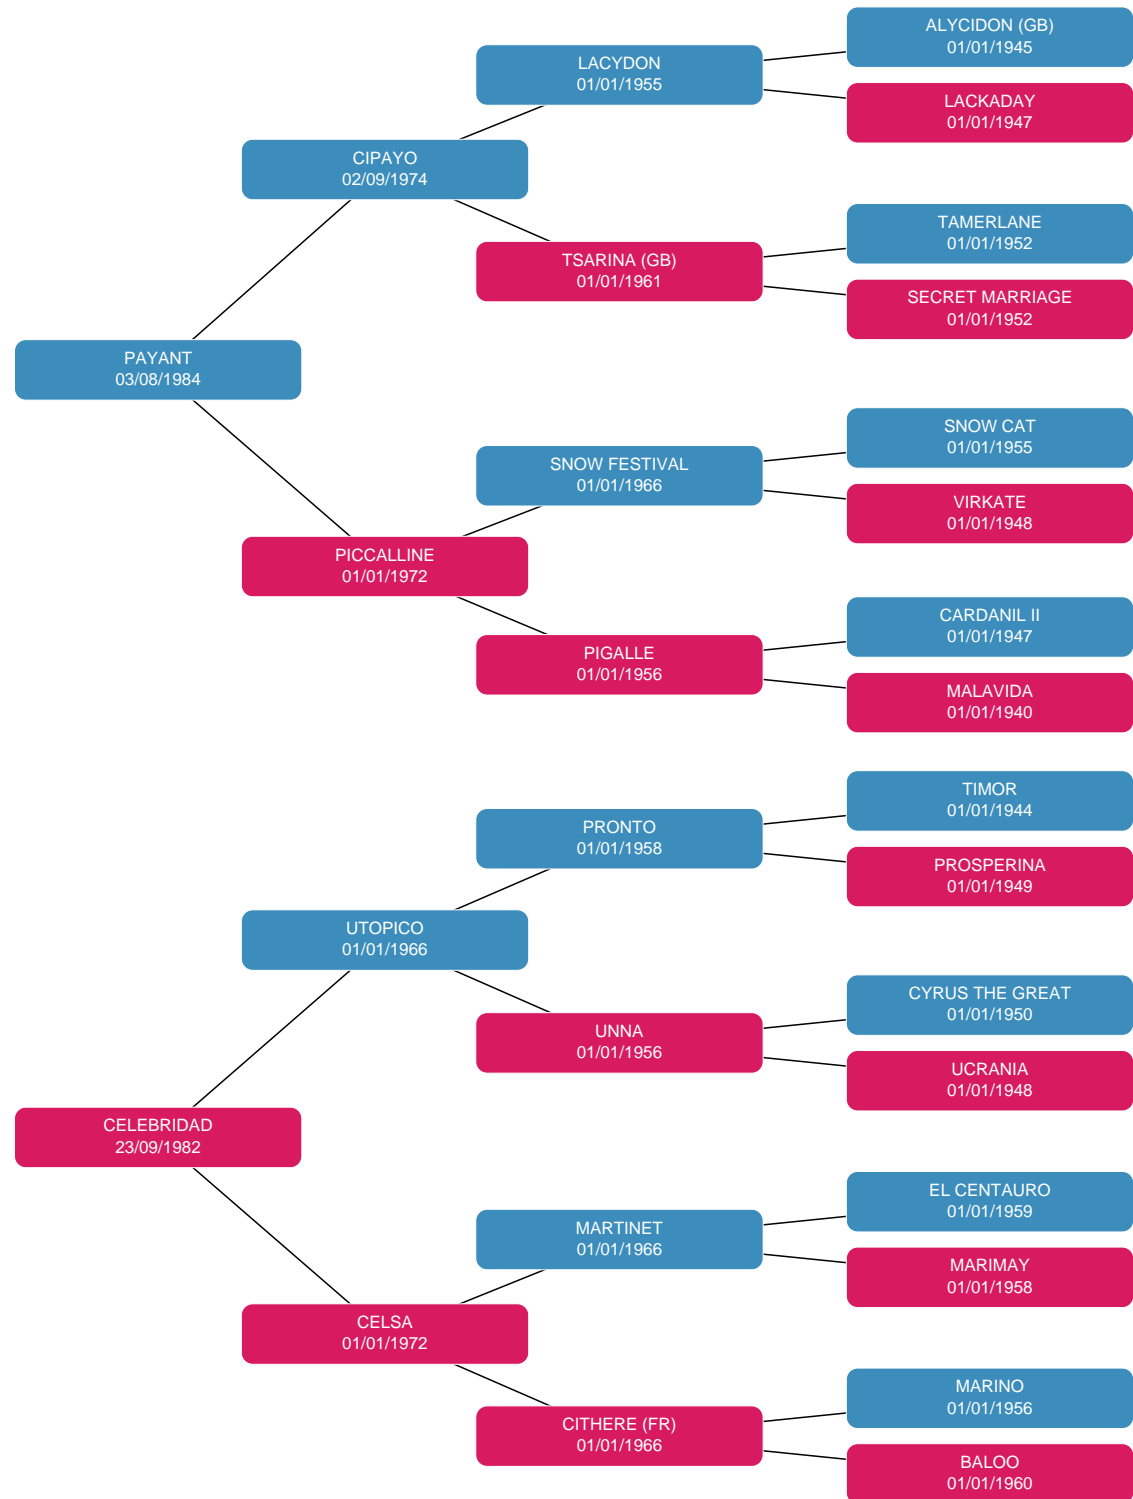 ALYCIDON (GB)
01/01/1945
LACYDON
01/01/1955
LACKADAY
01/01/1947
CIPAYO
02/09/1974
TAMERLANE
01/01/1952
TSARINA (GB)
01/01/1961
SECRET MARRIAGE
01/01/1952
PAYANT
03/08/1984
SNOW CAT
01/01/1955
SNOW FESTIVAL
01/01/1966
VIRKATE
01/01/1948
PICCALLINE
01/01/1972
CARDANIL II
01/01/1947
PIGALLE
01/01/1956
MALAVIDA
01/01/1940
TIMOR
01/01/1944
PRONTO
01/01/1958
PROSPERINA
01/01/1949
UTOPICO
01/01/1966
CYRUS THE GREAT
01/01/1950
UNNA
01/01/1956
UCRANIA
01/01/1948
CELEBRIDAD
23/09/1982
EL CENTAURO
01/01/1959
MARTINET
01/01/1966
MARIMAY
01/01/1958
CELSA
01/01/1972
MARINO
01/01/1956
CITHERE (FR)
01/01/1966
BALOO
01/01/1960